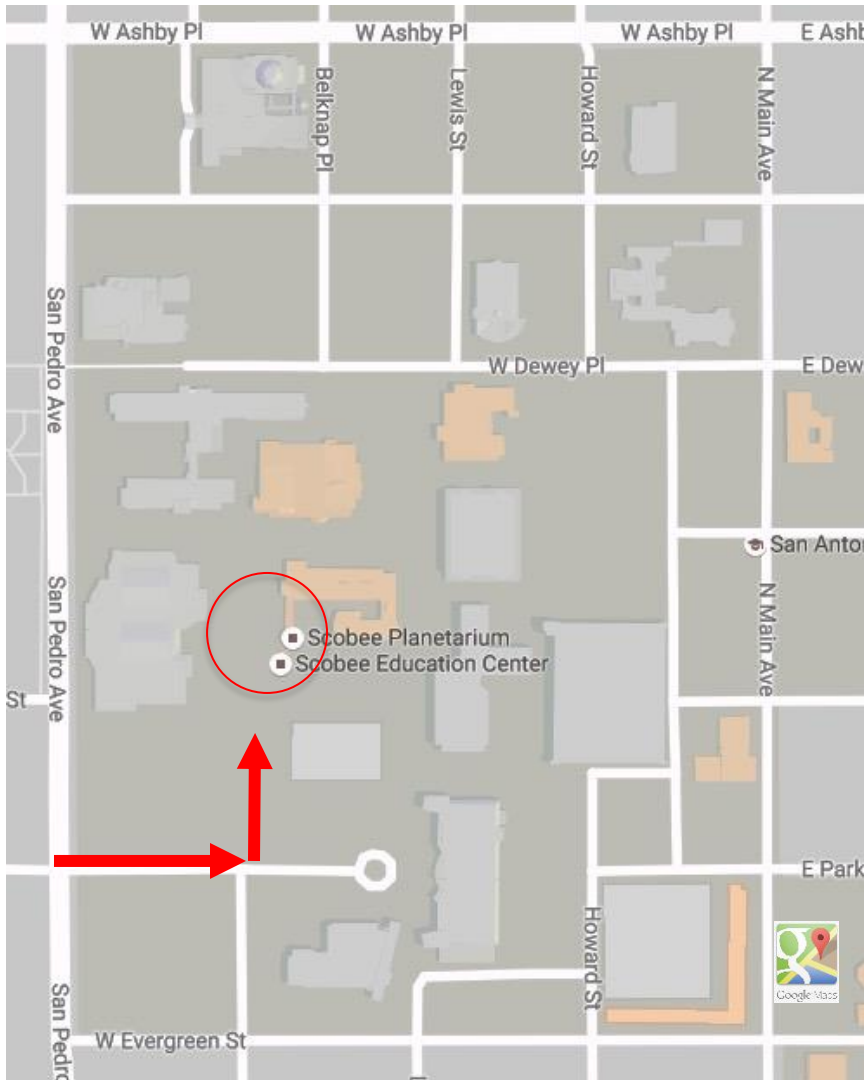 W Ashby Pl
W Ashby Pl
W Ashby Pl
E Ashb
Belknap Pl
Lewis St
Howard St
N Main Ave
San Pedro Ave
W Dewey Pl
E Dew
San Antor
San Pedro Ave
N Main Ave
Scobee Planetarium
Scobee Education Center
St
E Park
Howard St
Google Maps
San Pedro
W Evergreen St